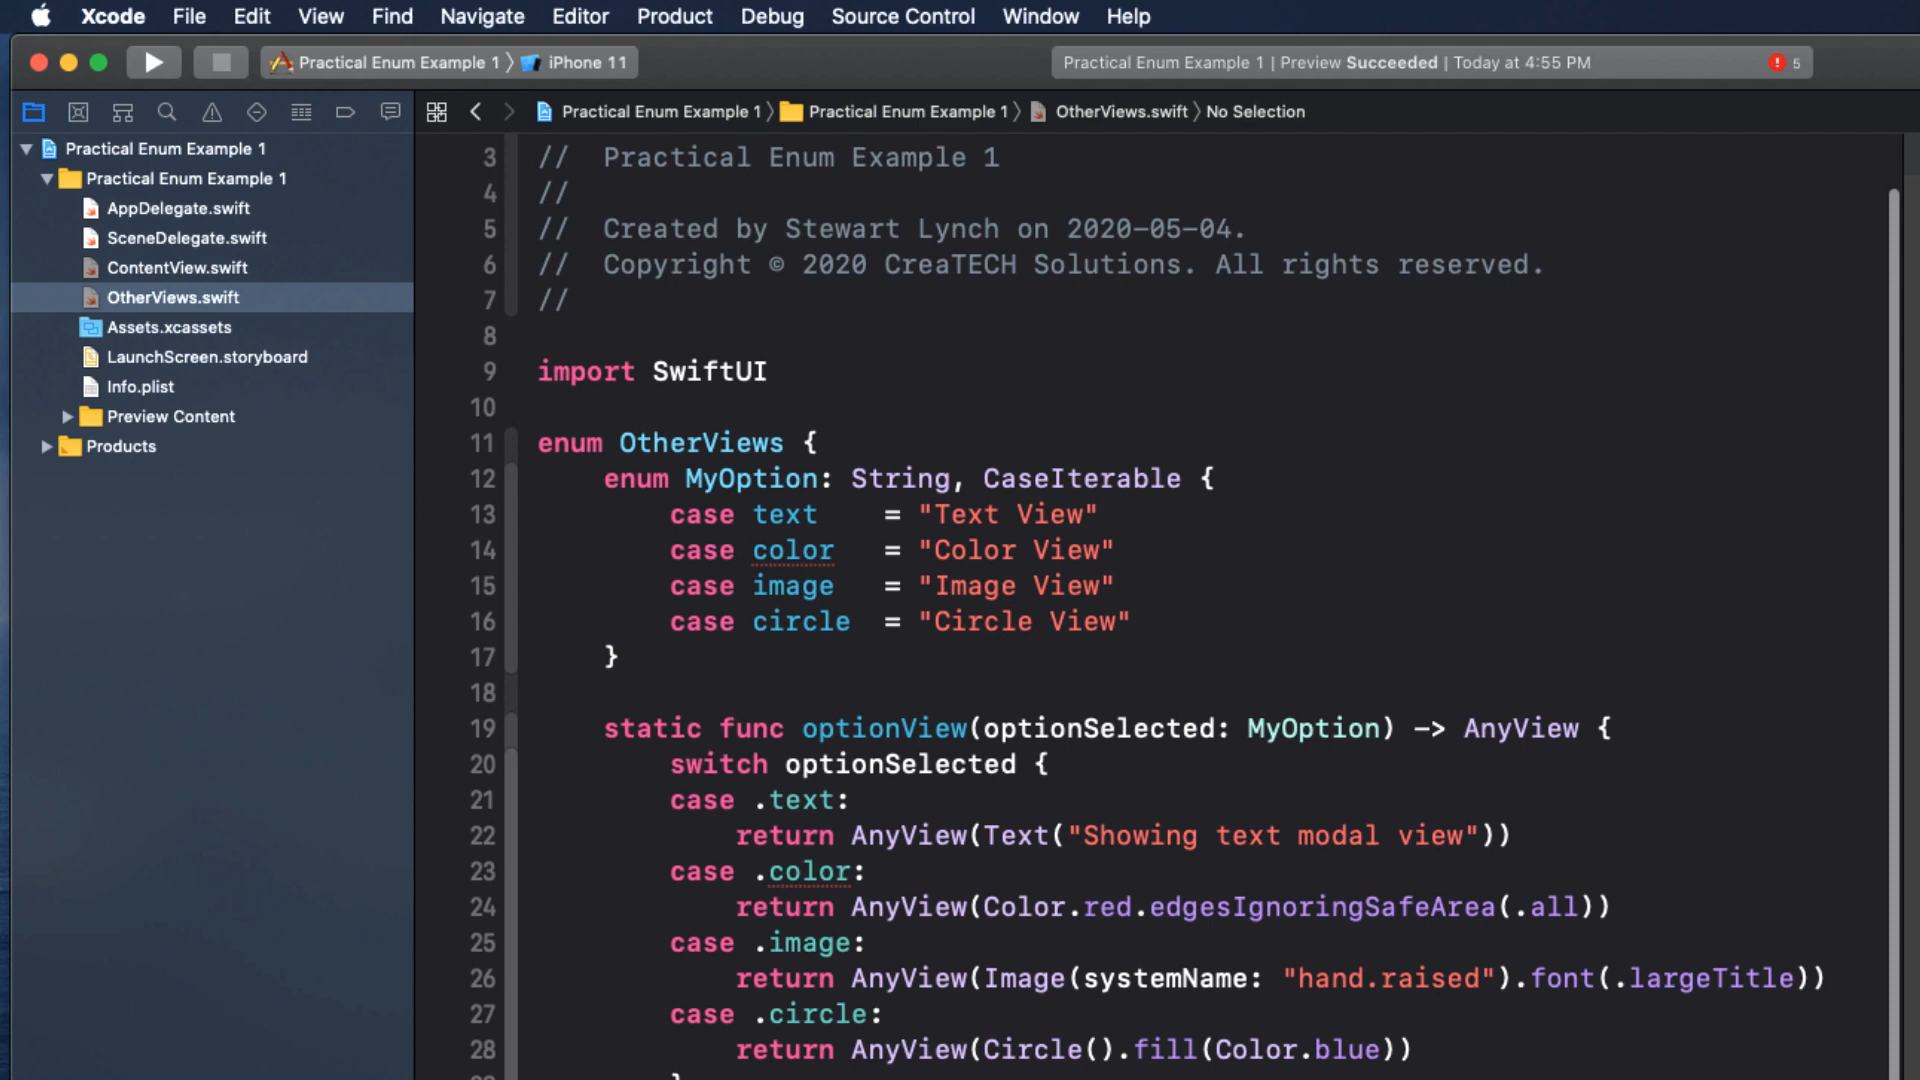 Xcode File Edit View Find Navigate Editor Product Debug Source Control Window Help
Practical Enum Example 1 〉 iPhone 11
Practical Enum Example 1 | Preview Succeeded | Today at 4:55 PM
5
Practical Enum Example 1 〉 Practical Enum Example 1 〉 OtherViews.swift 〉 No Selection
Practical Enum Example 1
Practical Enum Example 1
AppDelegate.swift
SceneDelegate.swift
ContentView.swift
OtherViews.swift
Assets.xcassets
LaunchScreen.storyboard
Info.plist
Preview Content
Products
3 //  Practical Enum Example 1
4 //
5 //  Created by Stewart Lynch on 2020-05-04.
6 //  Copyright © 2020 CreaTECH Solutions. All rights reserved.
7 //
8
9 import SwiftUI
10
11 enum OtherViews {
12     enum MyOption: String, CaseIterable {
13         case text    = "Text View"
14         case color   = "Color View"
15         case image   = "Image View"
16         case circle  = "Circle View"
17     }
18
19     static func optionView(optionSelected: MyOption) -> AnyView {
20         switch optionSelected {
21         case .text:
22             return AnyView(Text("Showing text modal view"))
23         case .color:
24             return AnyView(Color.red.edgesIgnoringSafeArea(.all))
25         case .image:
26             return AnyView(Image(systemName: "hand.raised").font(.largeTitle))
27         case .circle:
28             return AnyView(Circle().fill(Color.blue))